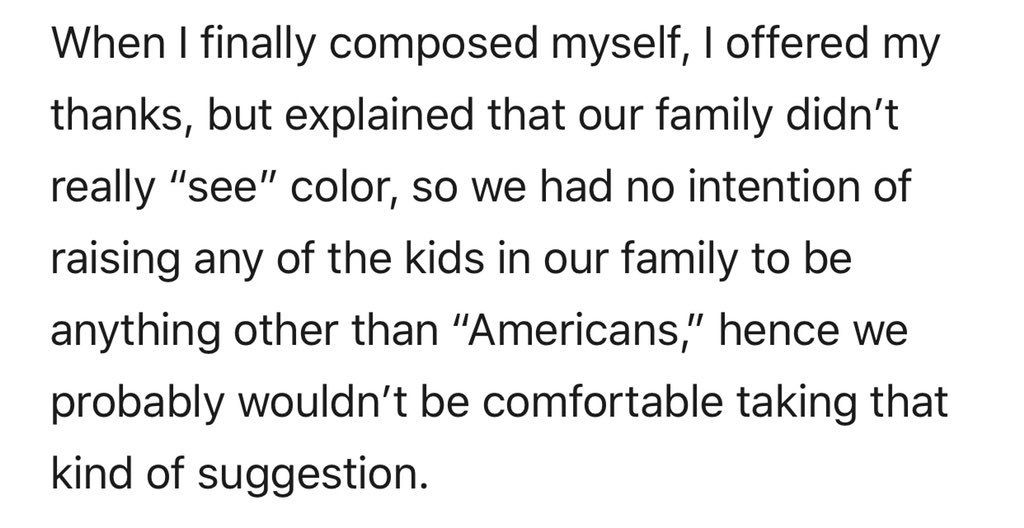 When I finally composed myself, I offered my
thanks, but explained that our family didn’t
really “see” color, so we had no intention of
raising any of the kids in our family to be
anything other than “Americans,” hence we
probably wouldn’t be comfortable taking that
kind of suggestion.